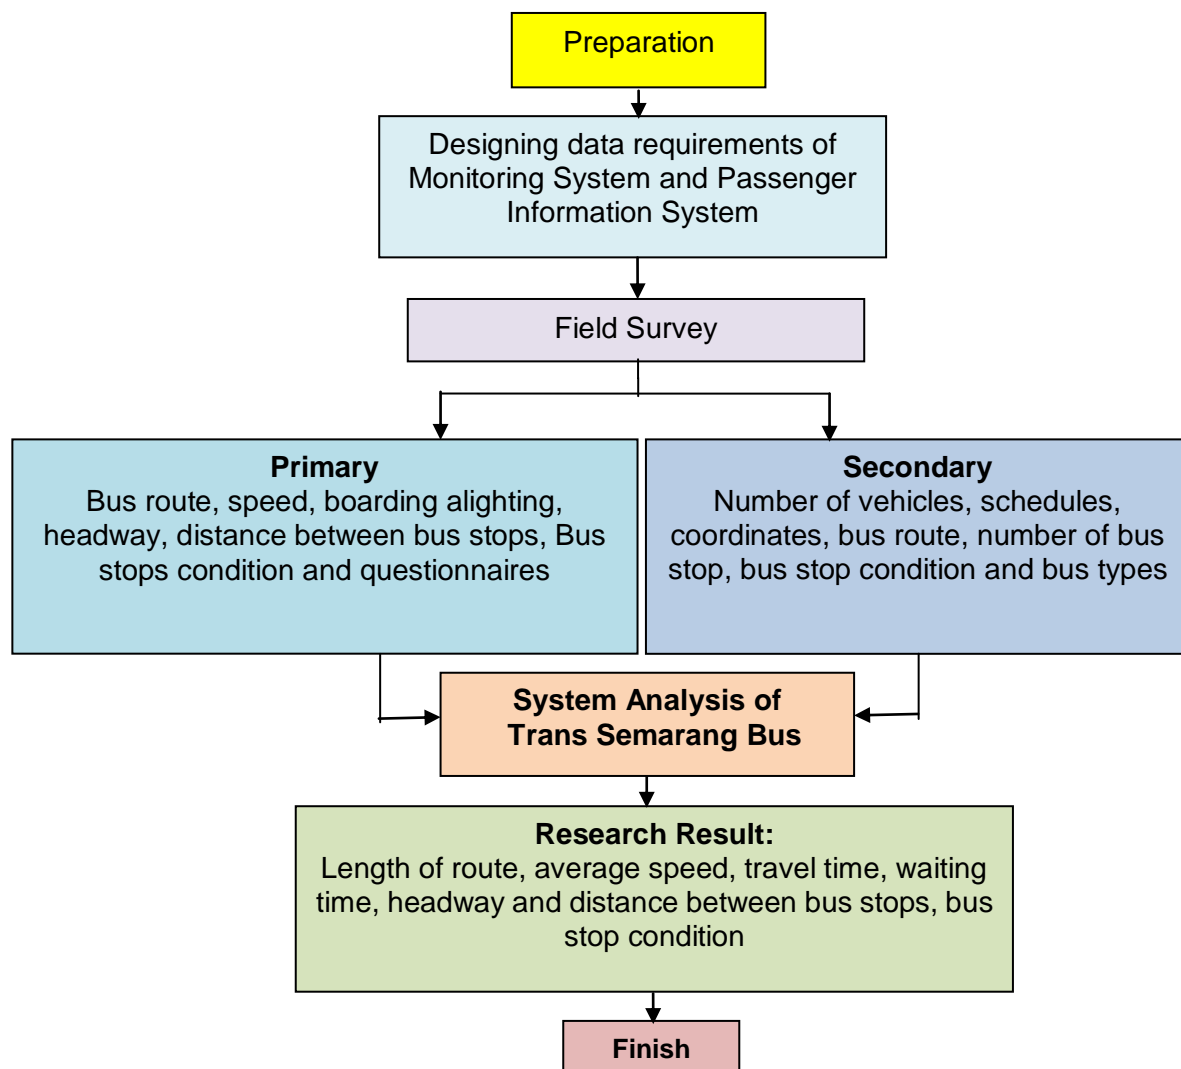 Preparation
Designing data requirements of
Monitoring System and Passenger
Information System
Field Survey
Primary
Bus route, speed, boarding alighting,
headway, distance between bus stops, Bus
stops condition and questionnaires
Secondary
Number of vehicles, schedules,
coordinates, bus route, number of bus
stop, bus stop condition and bus types
System Analysis of
Trans Semarang Bus
Research Result:
Length of route, average speed, travel time, waiting
time, headway and distance between bus stops, bus
stop condition
Finish